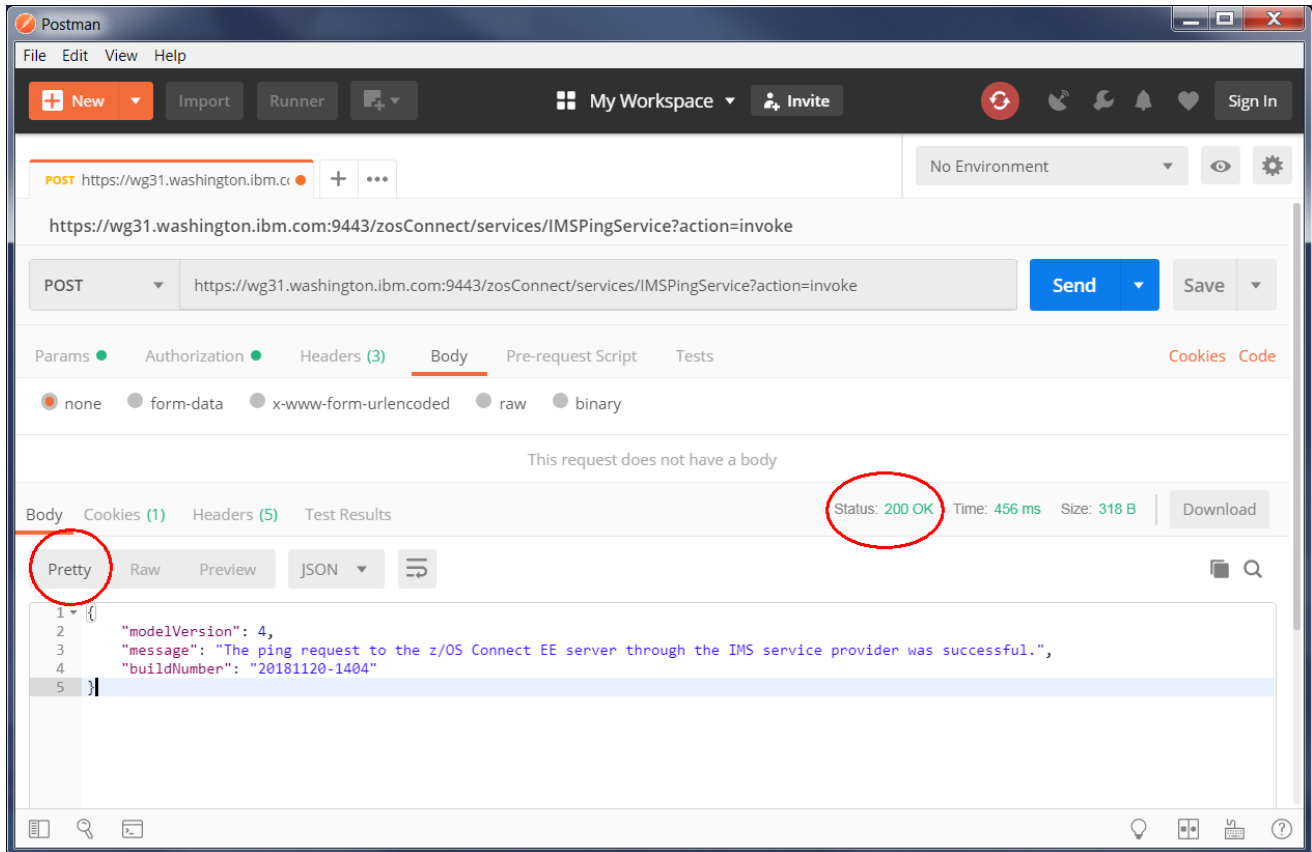 Postman
File Edit View Help
New Import Runner My Workspace Invite Sign In
POST https://wg31.washington.ibm.co No Environment
https://wg31.washington.ibm.com:9443/zosConnect/services/IMSPingService?action=invoke
POST https://wg31.washington.ibm.com:9443/zosConnect/services/IMSPingService?action=invoke Send Save
Params Authorization Headers (3) Body Pre-request Script Tests Cookies Code
none form-data x-www-form-urlencoded raw binary
This request does not have a body
Body Cookies (1) Headers (5) Test Results Status: 200 OK Time: 456 ms Size: 318 B Download
Pretty Raw Preview JSON
1 {
2 "modelVersion": 4,
3 "message": "The ping request to the z/OS Connect EE server through the IMS service provider was successful.",
4 "buildNumber": "20181120-1404"
5 }